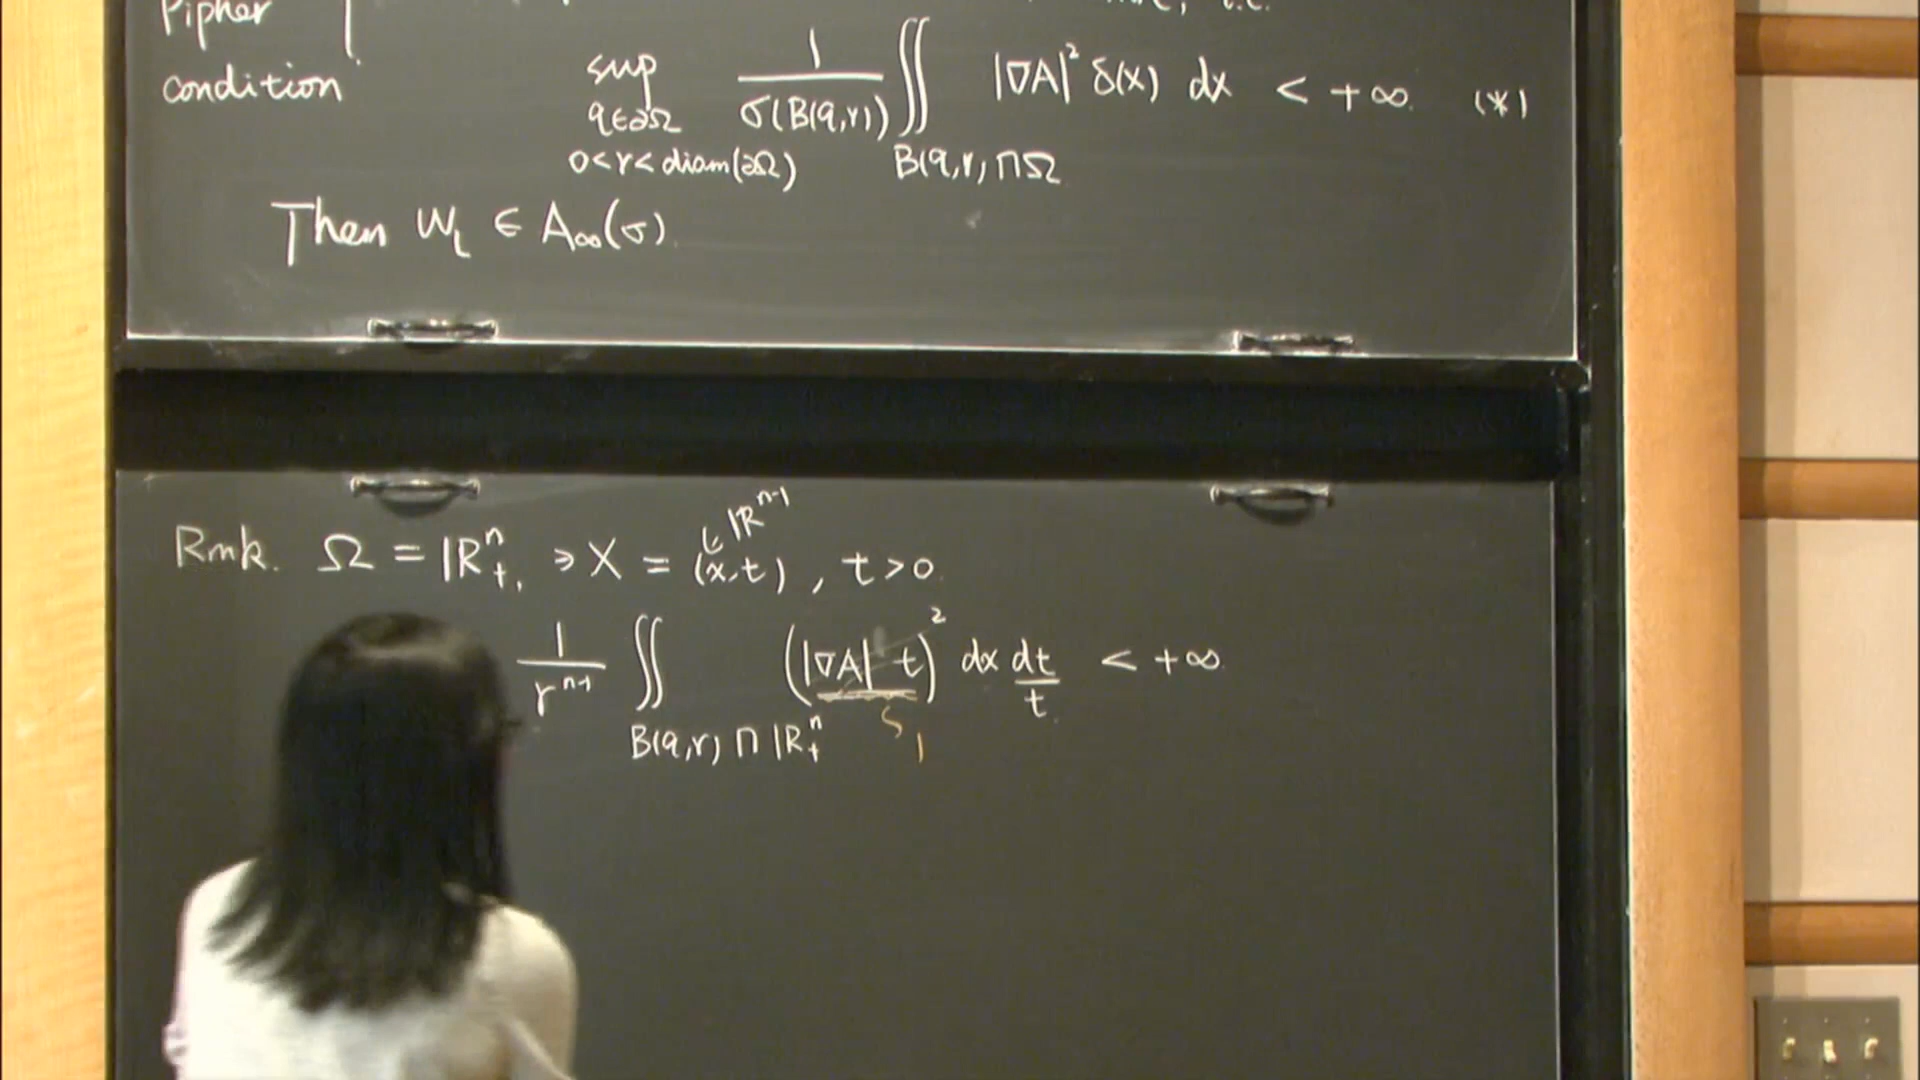 Pipher
condition
sup 1/σ(B(q,r)) ∬ |∇A|² δ(x) dx < +∞. (*)
q∈∂Ω
0<r<diam(∂Ω) B(q,r) ∩ Ω
Then ω_L ∈ A∞(σ).
Rmk. Ω = ℝⁿ₊, ∋ X = (x,t), t>0.
∈ ℝⁿ⁻¹
1/rⁿ⁻¹ ∬ (|∇A| t)² dx dt/t < +∞
B(q,r) ∩ ℝⁿ₊
≲ 1